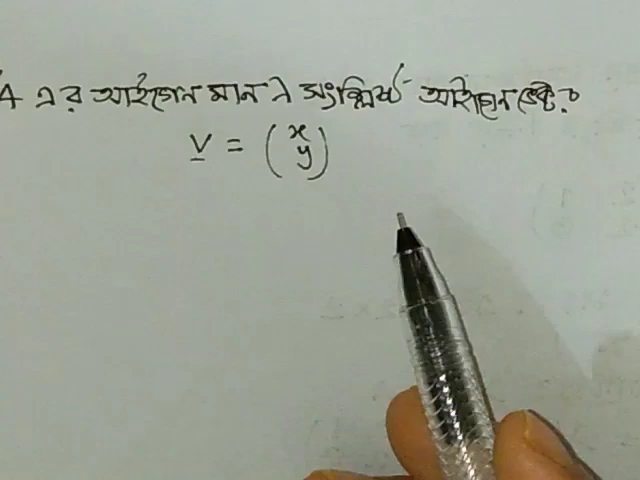 A এর আইগেন মান λ সংশ্লিষ্ট আইগেন ভেক্টর
v = (x y)